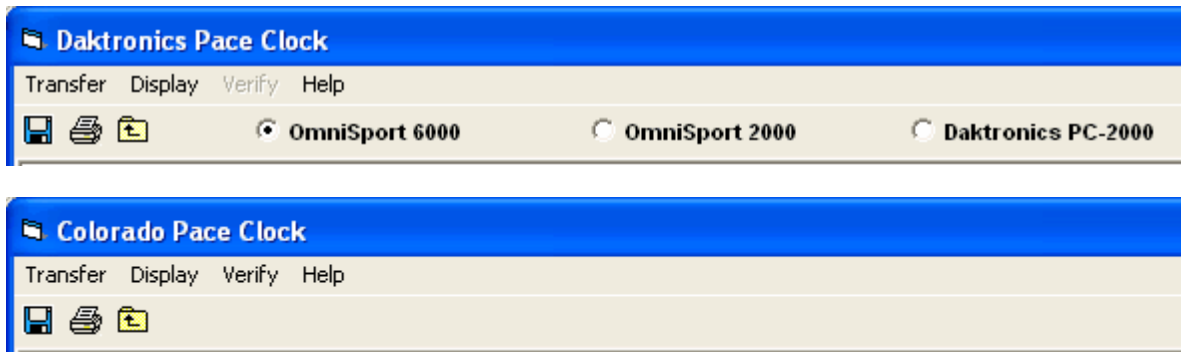 Daktronics Pace Clock
Transfer Display Verify Help
OmniSport 6000 OmniSport 2000 Daktronics PC-2000
Colorado Pace Clock
Transfer Display Verify Help